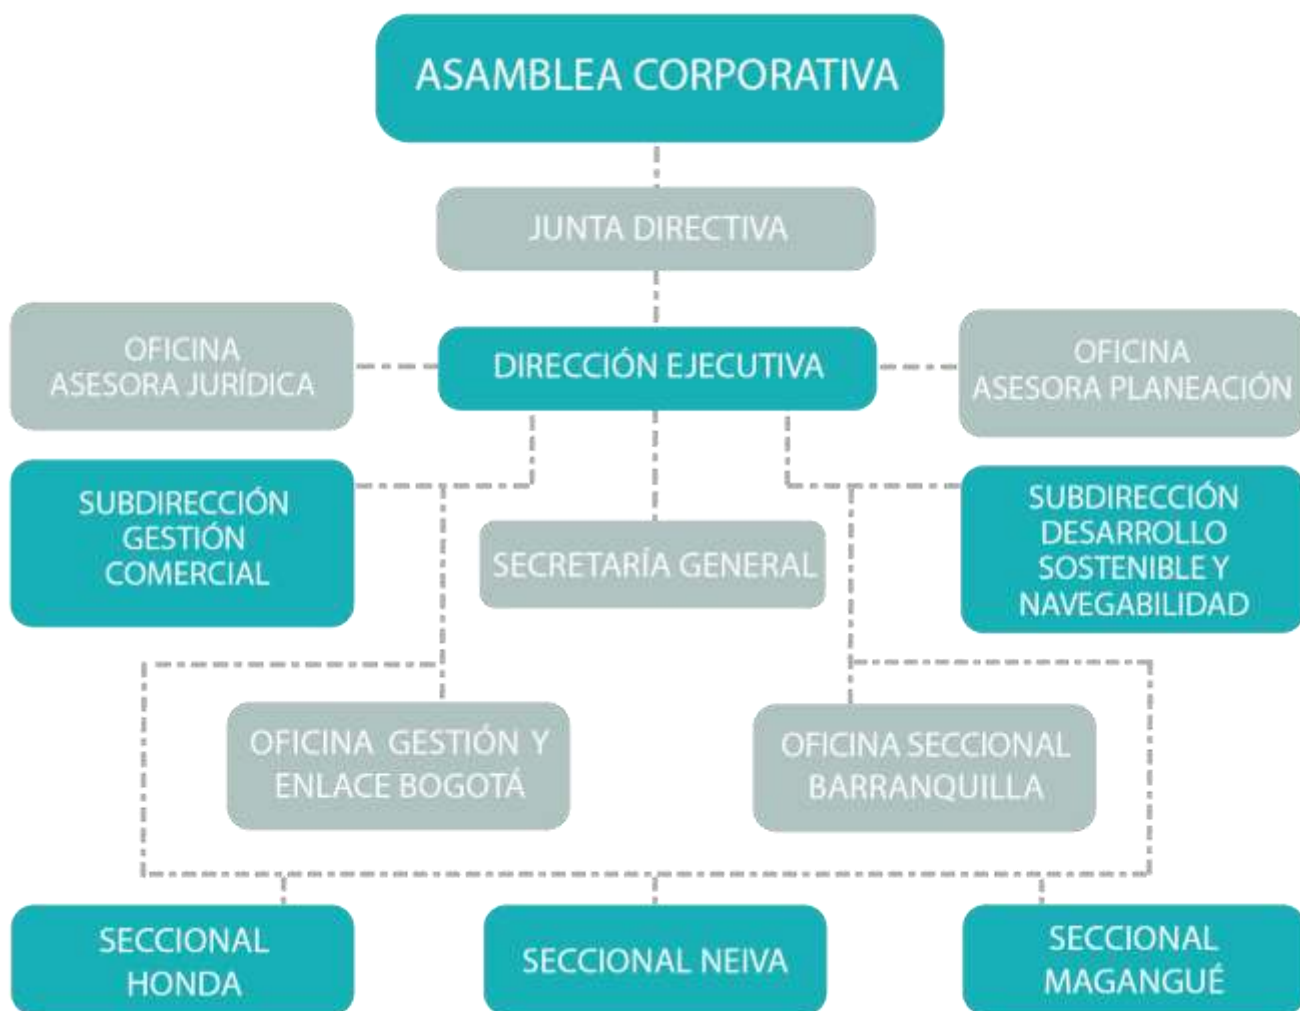 ASAMBLEA CORPORATIVA
JUNTA DIRECTIVA
OFICINA
ASESORA JURÍDICA
DIRECCIÓN EJECUTIVA
OFICINA
ASESORA PLANEACIÓN
SUBDIRECCIÓN
GESTIÓN
COMERCIAL
SECRETARÍA GENERAL
SUBDIRECCIÓN
DESARROLLO
SOSTENIBLE Y
NAVEGABILIDAD
OFICINA GESTIÓN Y
ENLACE BOGOTÁ
OFICINA SECCIONAL
BARRANQUILLA
SECCIONAL
HONDA
SECCIONAL NEIVA
SECCIONAL
MAGANGUÉ